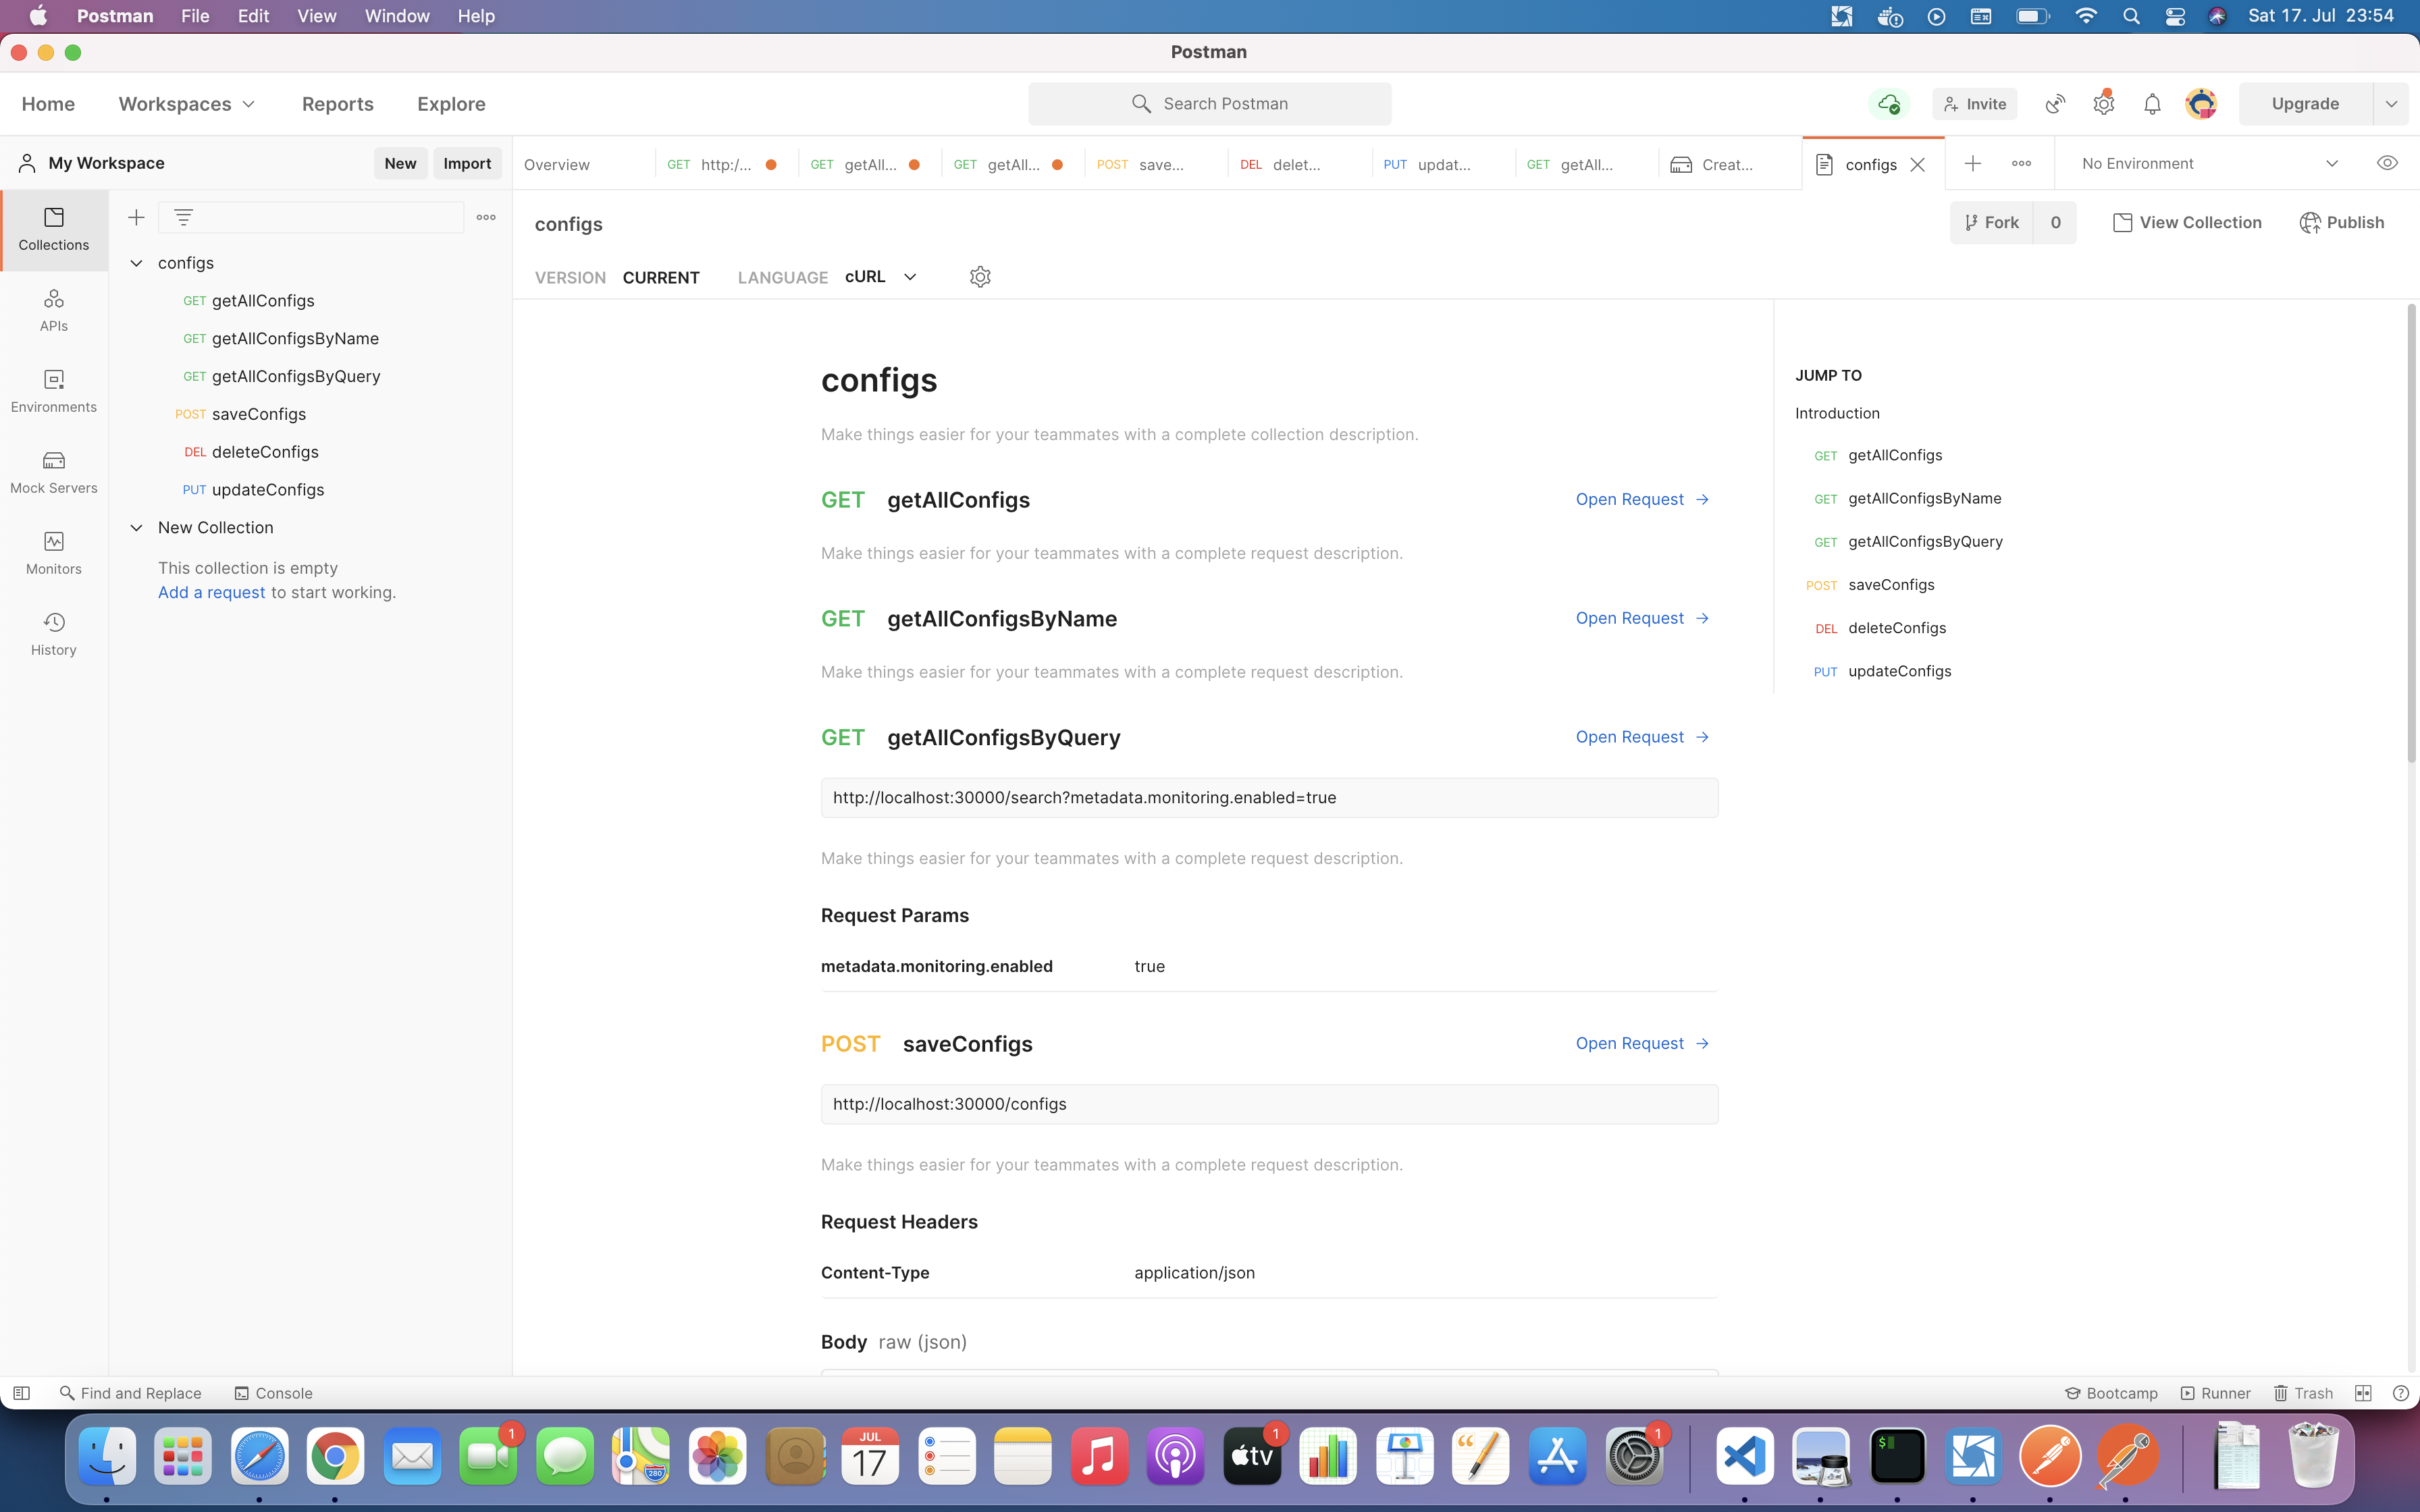 Postman File Edit View Window Help Sat 17. Jul 23:54
Postman
Home Workspaces Reports Explore Search Postman Invite Upgrade
My Workspace New Import
Overview GET http:/... GET getAll... GET getAll... POST save... DEL delet... PUT updat... GET getAll... Creat... configs No Environment
Collections
APIs
Environments
Mock Servers
Monitors
History
configs
GET getAllConfigs
GET getAllConfigsByName
GET getAllConfigsByQuery
POST saveConfigs
DEL deleteConfigs
PUT updateConfigs
New Collection
This collection is empty
Add a request to start working.
configs Fork 0 View Collection Publish
VERSION CURRENT LANGUAGE cURL
configs
Make things easier for your teammates with a complete collection description.
GET getAllConfigs Open Request →
Make things easier for your teammates with a complete request description.
GET getAllConfigsByName Open Request →
Make things easier for your teammates with a complete request description.
GET getAllConfigsByQuery Open Request →
http://localhost:30000/search?metadata.monitoring.enabled=true
Make things easier for your teammates with a complete request description.
Request Params
metadata.monitoring.enabled true
POST saveConfigs Open Request →
http://localhost:30000/configs
Make things easier for your teammates with a complete request description.
Request Headers
Content-Type application/json
Body raw (json)
JUMP TO
Introduction
GET getAllConfigs
GET getAllConfigsByName
GET getAllConfigsByQuery
POST saveConfigs
DEL deleteConfigs
PUT updateConfigs
Find and Replace Console Bootcamp Runner Trash
1 280 JUL 17 tv 1 1 $